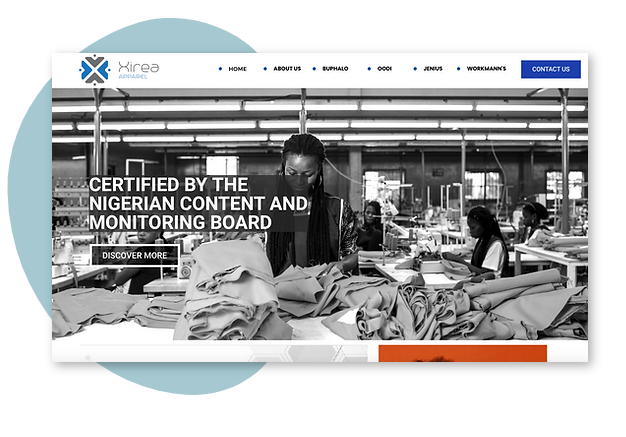 Xirea
APPAREL
HOME
ABOUT US
BUPHALO
OODI
JENIUS
WORKMANN'S
CONTACT US
CERTIFIED BY THE
NIGERIAN CONTENT AND
MONITORING BOARD
DISCOVER MORE